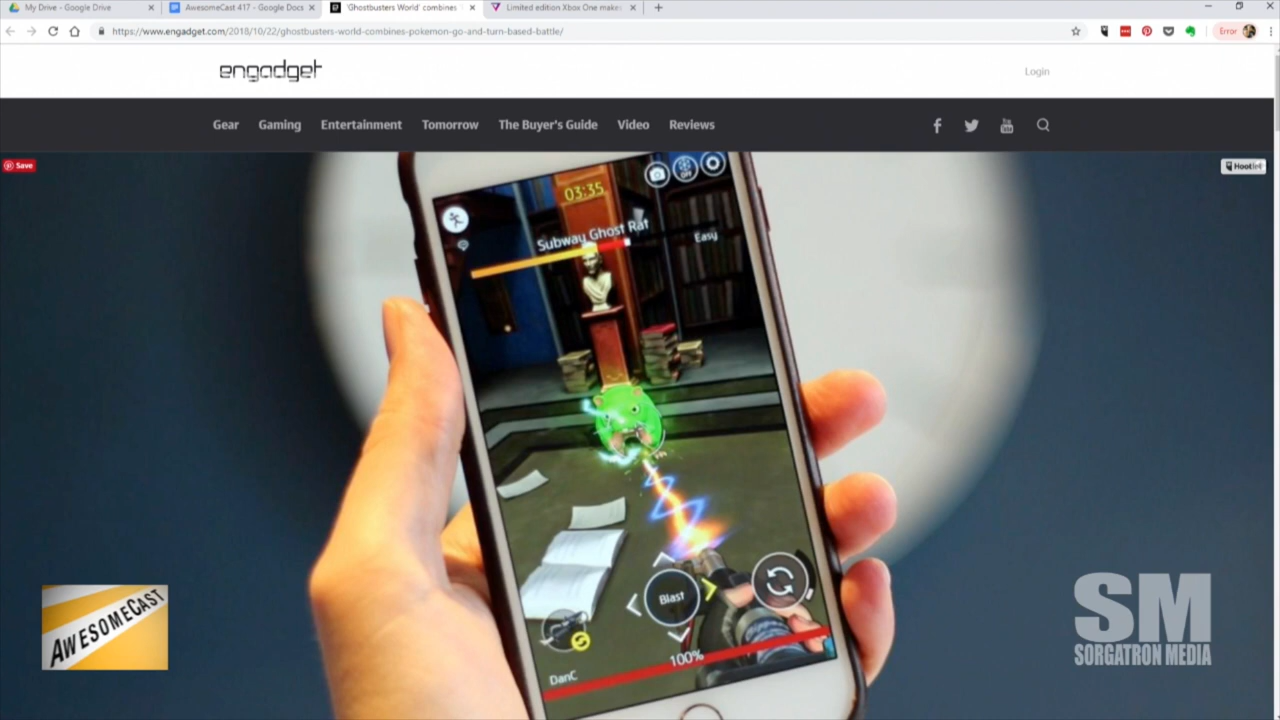 My Drive - Google Drive
AwesomeCast 417 - Google Docs
'Ghostbusters World' combines
Limited edition Xbox One make
https://www.engadget.com/2018/10/22/ghostbusters-world-combines-pokemon-go-and-turn-based-battle/
Error
engadget
Login
Gear Gaming Entertainment Tomorrow The Buyer's Guide Video Reviews
Save
Hootlet
03:35
OFF
Subway Ghost Rat
Easy
Blast
100%
DanC
AWESOMECAST
SM
SORGATRON MEDIA